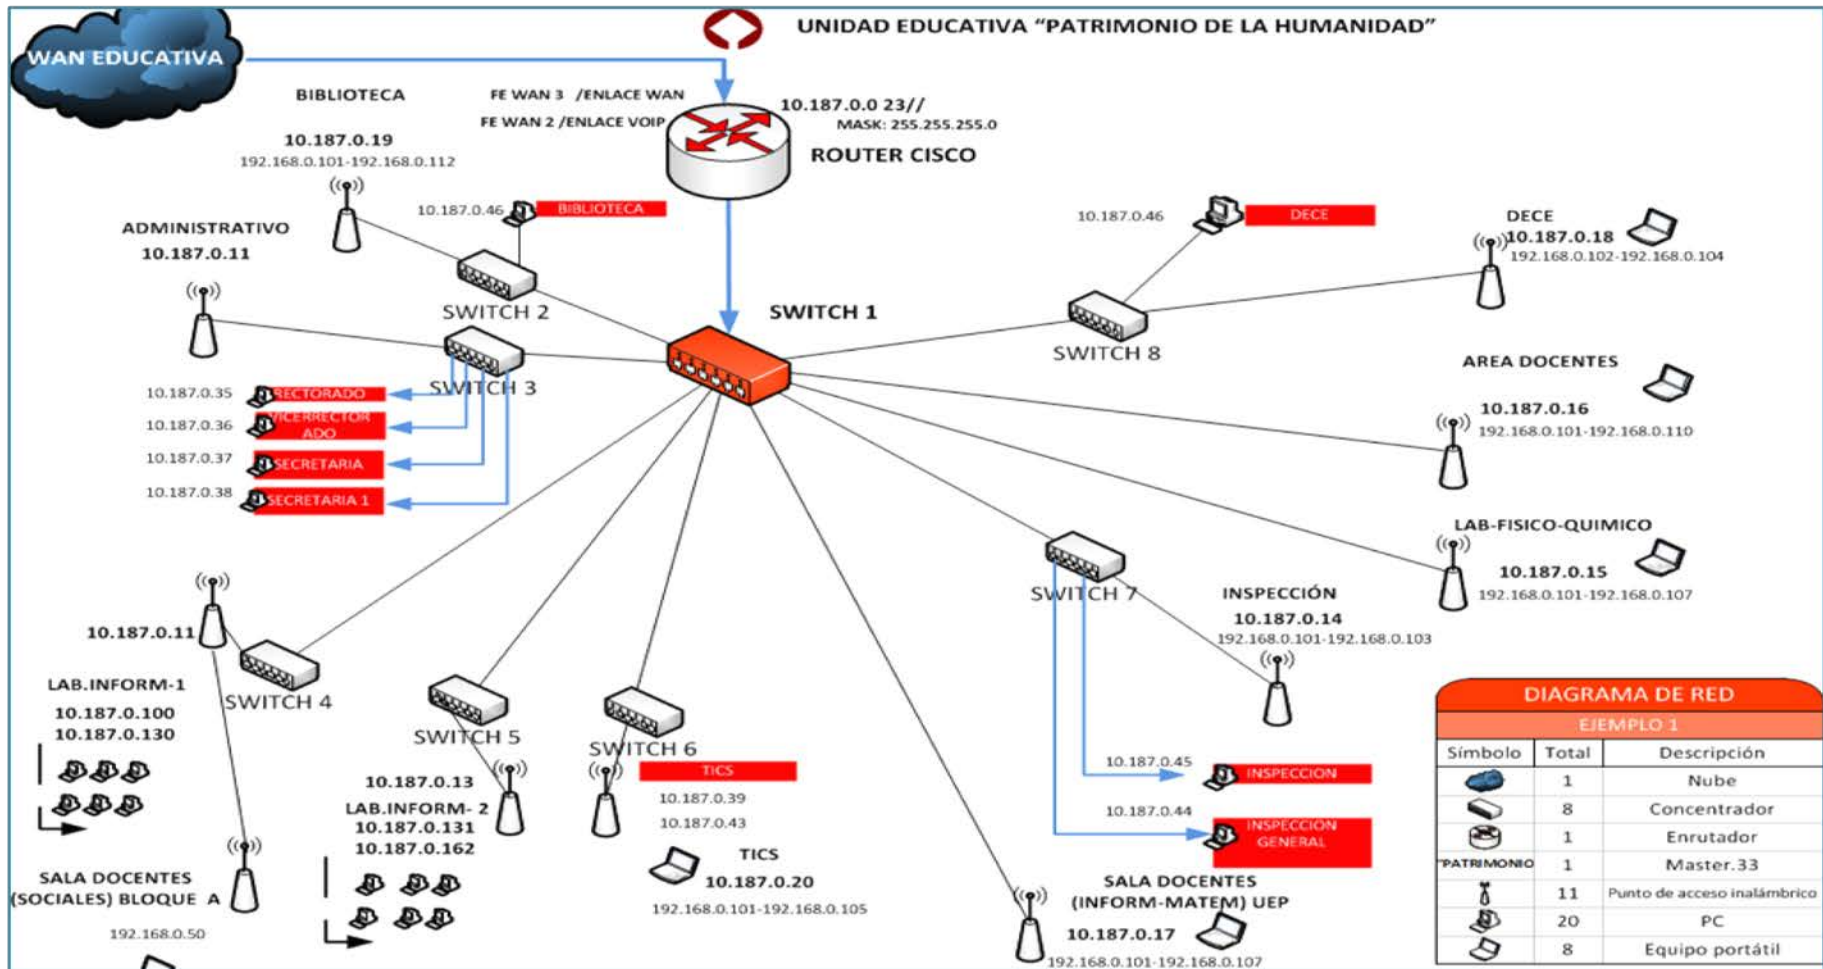 UNIDAD EDUCATIVA “PATRIMONIO DE LA HUMANIDAD”
WAN EDUCATIVA
FE WAN 3 /ENLACE WAN
FE WAN 2 /ENLACE VOIP
10.187.0.0 23//
MASK: 255.255.255.0
ROUTER CISCO
BIBLIOTECA
10.187.0.19
192.168.0.101-192.168.0.112
10.187.0.46
BIBLIOTECA
SWITCH 2
ADMINISTRATIVO
10.187.0.11
SWITCH 3
10.187.0.35
RECTORADO
10.187.0.36
VICERRECTOR
ADO
10.187.0.37
SECRETARIA
10.187.0.38
SECRETARIA 1
SWITCH 1
10.187.0.46
DECE
SWITCH 8
DECE
10.187.0.18
192.168.0.102-192.168.0.104
AREA DOCENTES
10.187.0.16
192.168.0.101-192.168.0.110
LAB-FISICO-QUIMICO
10.187.0.15
192.168.0.101-192.168.0.107
SWITCH 7
INSPECCIÓN
10.187.0.14
192.168.0.101-192.168.0.103
10.187.0.45
INSPECCION
10.187.0.44
INSPECCION
GENERAL
10.187.0.11
SWITCH 4
LAB.INFORM-1
10.187.0.100
10.187.0.130
SALA DOCENTES
(SOCIALES) BLOQUE A
192.168.0.50
SWITCH 5
10.187.0.13
LAB.INFORM- 2
10.187.0.131
10.187.0.162
SWITCH 6
TICS
10.187.0.39
10.187.0.43
TICS
10.187.0.20
192.168.0.101-192.168.0.105
SALA DOCENTES
(INFORM-MATEM) UEP
10.187.0.17
192.168.0.101-192.168.0.107
DIAGRAMA DE RED
EJEMPLO 1
Símbolo Total Descripción
1 Nube
8 Concentrador
1 Enrutador
"PATRIMONIO 1 Master.33
11 Punto de acceso inalámbrico
20 PC
8 Equipo portátil